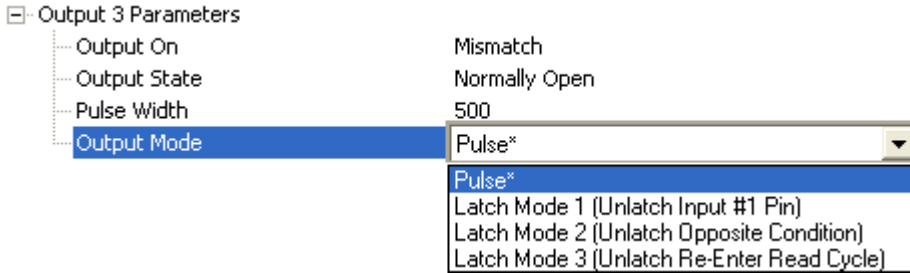 Output 3 Parameters
Output On Mismatch
Output State Normally Open
Pulse Width 500
Output Mode Pulse*
Pulse*
Latch Mode 1 (Unlatch Input #1 Pin)
Latch Mode 2 (Unlatch Opposite Condition)
Latch Mode 3 (Unlatch Re-Enter Read Cycle)